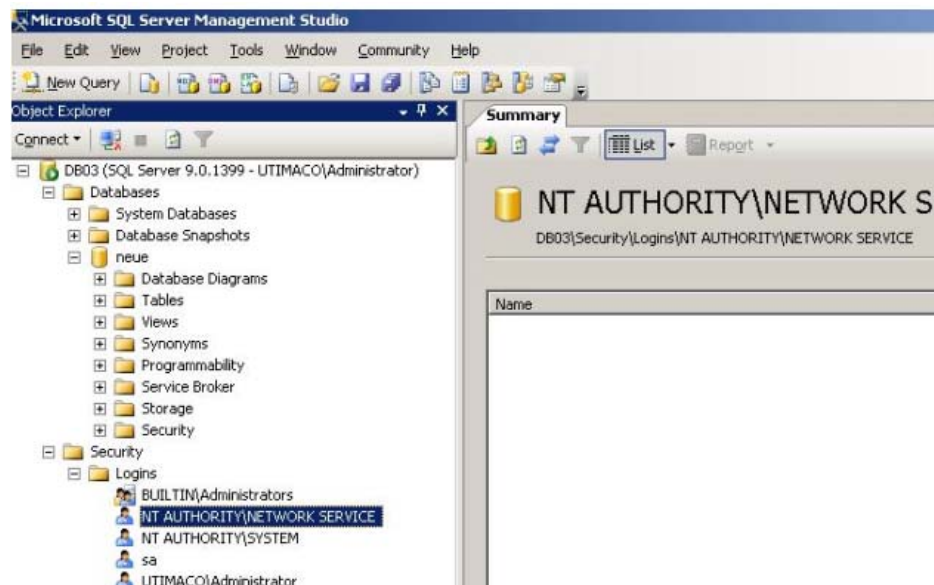 Microsoft SQL Server Management Studio
File Edit View Project Tools Window Community Help
New Query
Object Explorer
Connect
DB03 (SQL Server 9.0.1399 - UTIMACO\Administrator)
Databases
System Databases
Database Snapshots
neue
Database Diagrams
Tables
Views
Synonyms
Programmability
Service Broker
Storage
Security
Security
Logins
BUILTIN\Administrators
NT AUTHORITY\NETWORK SERVICE
NT AUTHORITY\SYSTEM
sa
UTIMACO\Administrator
Summary
List Report
NT AUTHORITY\NETWORK S
DB03\Security\Logins\NT AUTHORITY\NETWORK SERVICE
Name